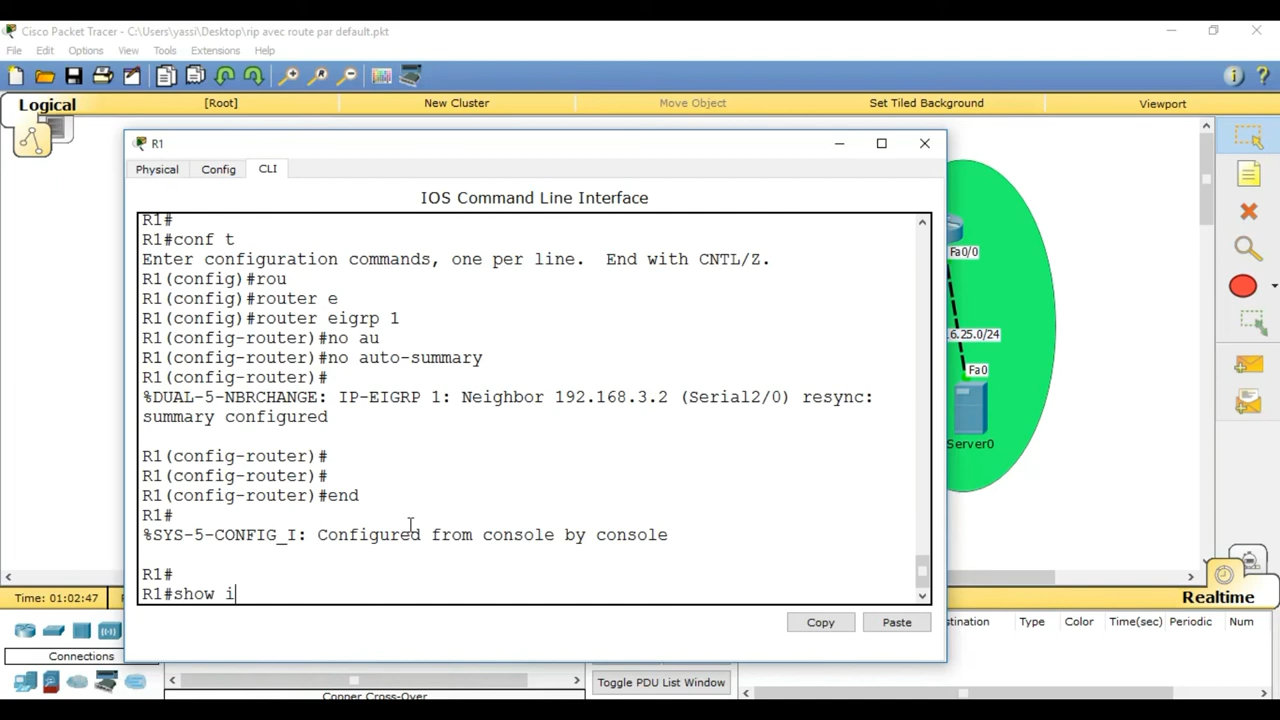 Cisco Packet Tracer - C:\Users\yassi\Desktop\rip avec route par default.pkt
File Edit Options View Tools Extensions Help
Logical [Root] New Cluster Move Object Set Tiled Background Viewport
R1
Physical Config CLI
IOS Command Line Interface
R1#
R1#conf t
Enter configuration commands, one per line. End with CNTL/Z.
R1(config)#rou
R1(config)#router e
R1(config)#router eigrp 1
R1(config-router)#no au
R1(config-router)#no auto-summary
R1(config-router)#
%DUAL-5-NBRCHANGE: IP-EIGRP 1: Neighbor 192.168.3.2 (Serial2/0) resync:
summary configured
R1(config-router)#
R1(config-router)#
R1(config-router)#end
R1#
%SYS-5-CONFIG_I: Configured from console by console
R1#
R1#show i
Copy Paste
Fa0/0
6.25.0/24
Fa0
Server0
Time: 01:02:47
Realtime
Connections
Copper Cross-Over
Toggle PDU List Window
stination Type Color Time(sec) Periodic Num